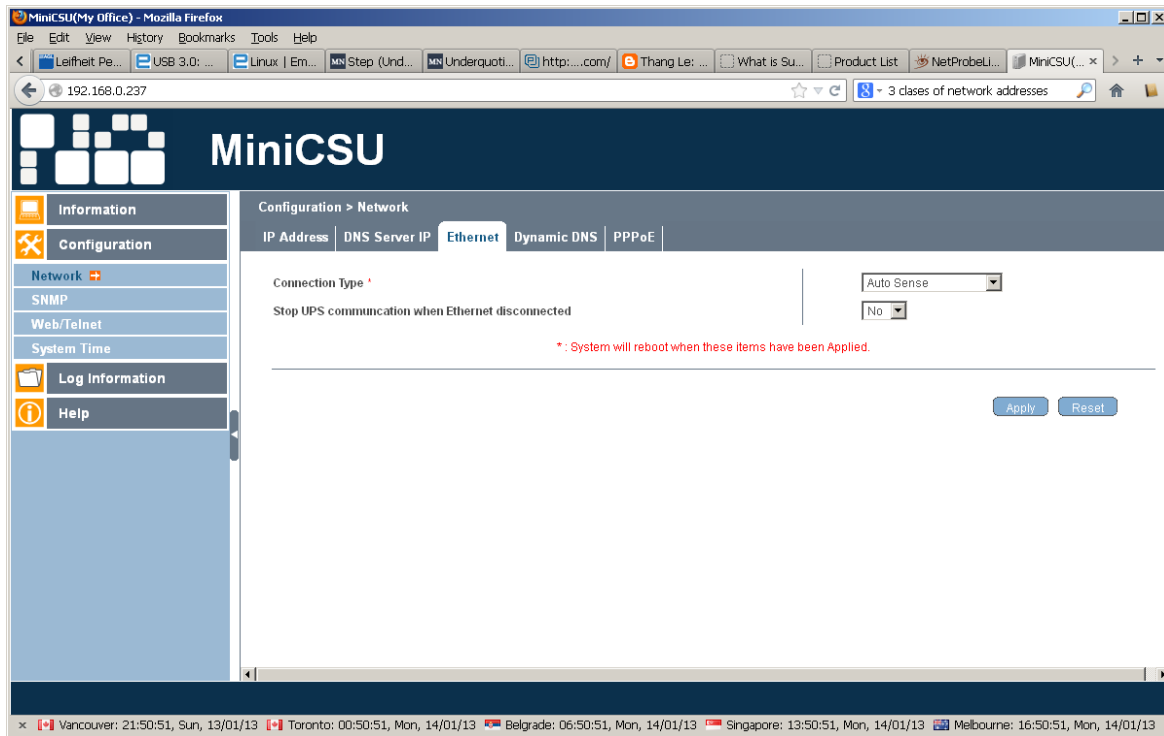 MiniCSU(My Office) - Mozilla Firefox
File Edit View History Bookmarks Tools Help
Leifheit Pe... USB 3.0: ... Linux | Em... MN Step (Und... MN Underquoti... http:....com/ Thang Le: ... What is Su... Product List NetProbeLi... MiniCSU(... ×
192.168.0.237 8 3 clases of network addresses
MiniCSU
Information
Configuration
Network
SNMP
Web/Telnet
System Time
Log Information
Help
Configuration > Network
IP Address DNS Server IP Ethernet Dynamic DNS PPPoE
Connection Type * Auto Sense
Stop UPS communcation when Ethernet disconnected No
* : System will reboot when these items have been Applied.
Apply Reset
× Vancouver: 21:50:51, Sun, 13/01/13 Toronto: 00:50:51, Mon, 14/01/13 Belgrade: 06:50:51, Mon, 14/01/13 Singapore: 13:50:51, Mon, 14/01/13 Melbourne: 16:50:51, Mon, 14/01/13